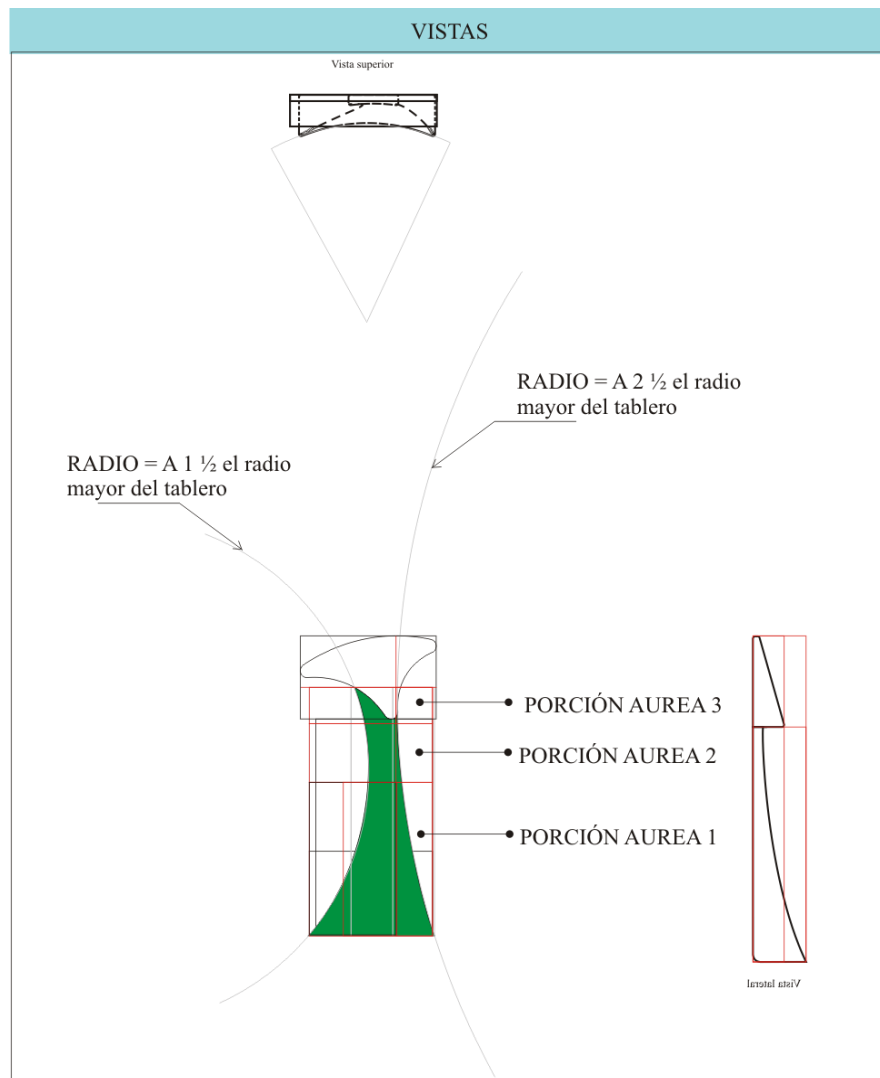 VISTAS
Vista superior
RADIO = A 2 ½ el radio
mayor del tablero
RADIO = A 1 ½ el radio
mayor del tablero
PORCIÓN AUREA 3
PORCIÓN AUREA 2
PORCIÓN AUREA 1
Vista lateral